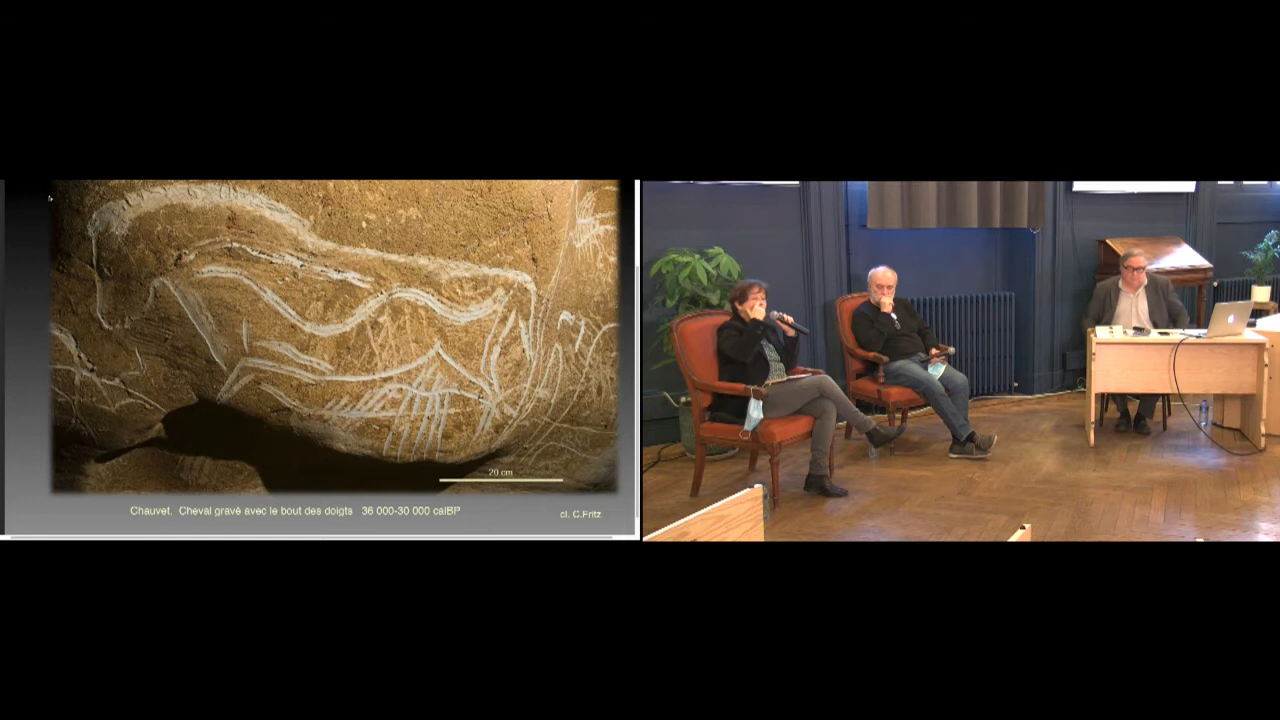 20 cm
Chauvet. Cheval gravé avec le bout des doigts 36 000-30 000 calBP
cl. C.Fritz